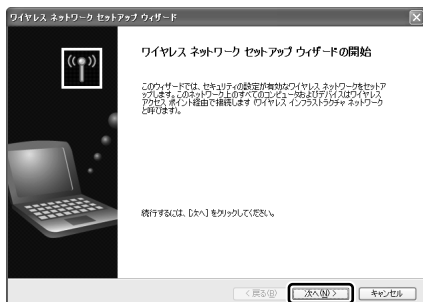 ワイヤレス ネットワーク セットアップ ウィザード
ワイヤレス ネットワーク セットアップ ウィザードの開始
このウィザードでは、セキュリティの設定が有効なワイヤレス ネットワークをセットア
ップします。このネットワーク上のすべてのコンピュータおよびデバイスはワイヤレス
アクセス ポイント経由で接続します (ワイヤレス インフラストラクチャ ネットワーク
と呼びます)。
続行するには、[次へ] をクリックしてください。
< 戻る(B)
次へ(N) >
キャンセル